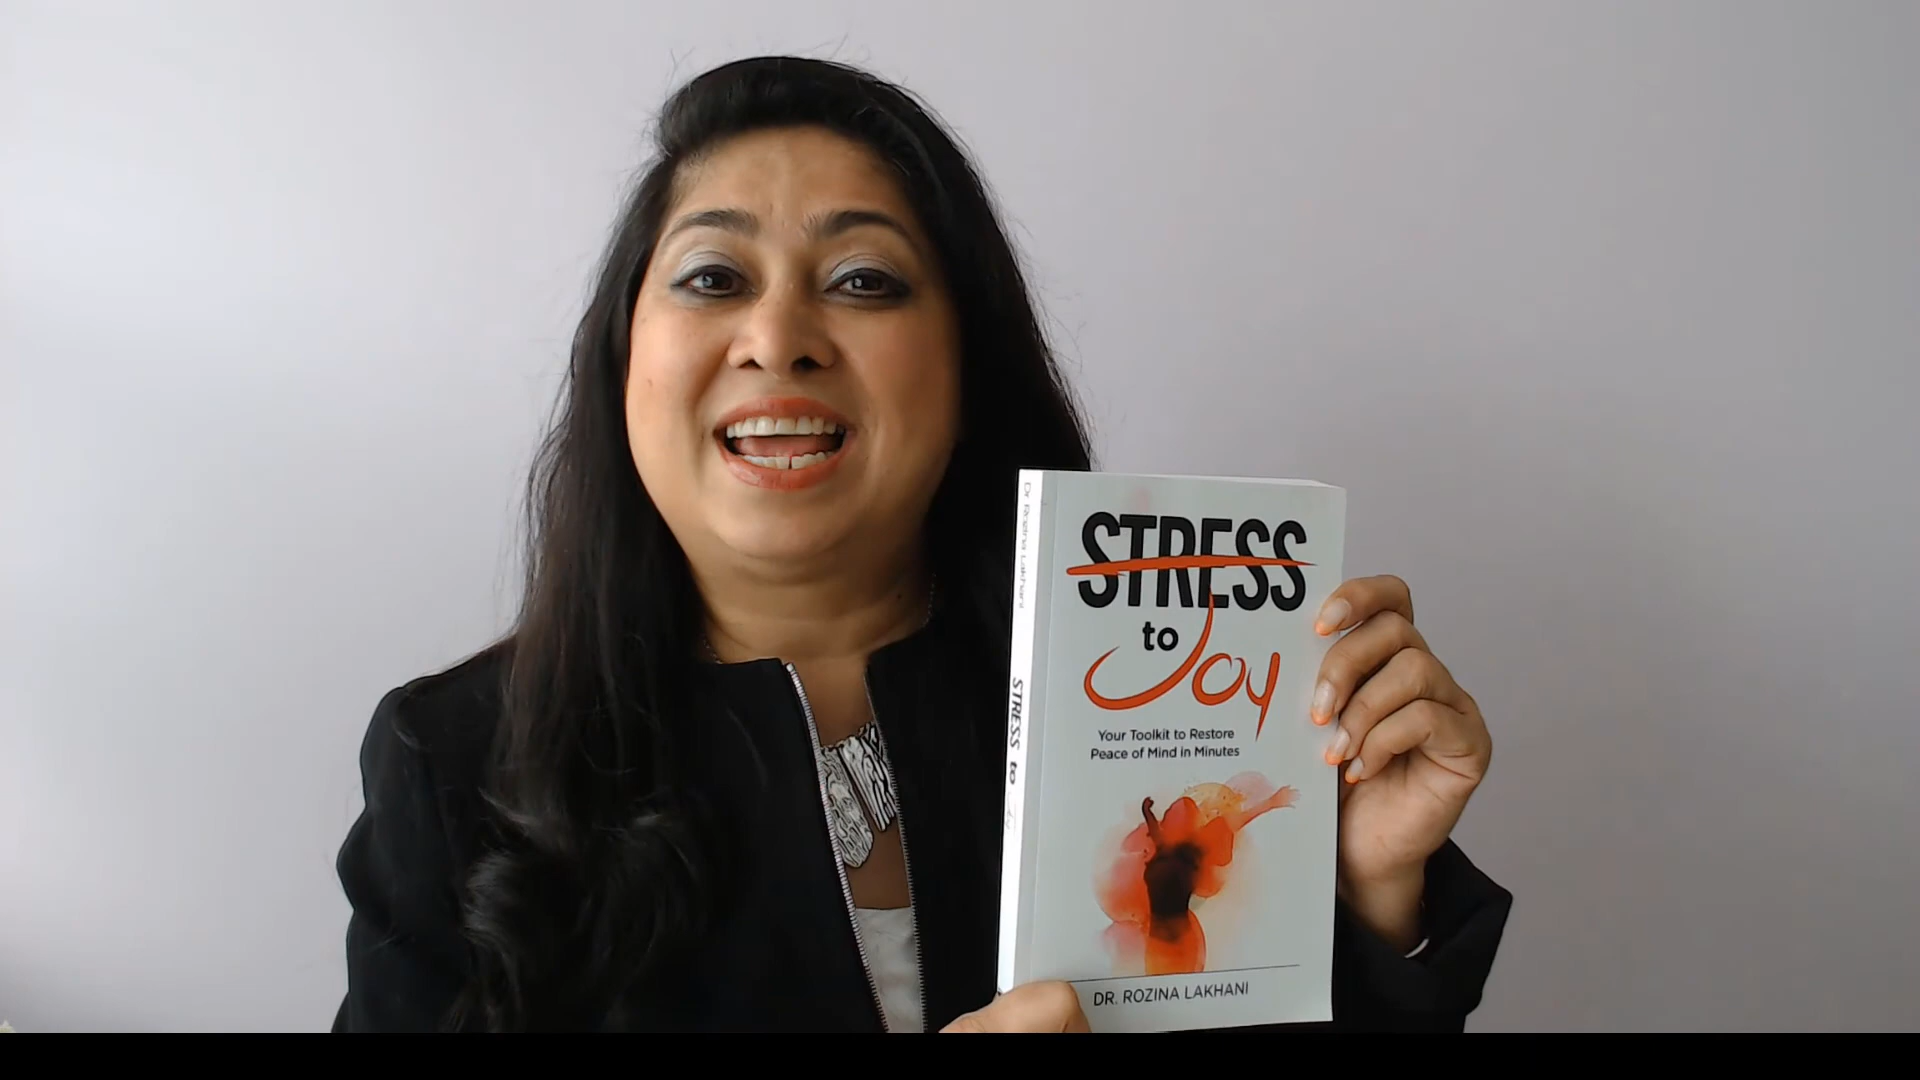 STRESS
to
Joy
Your Toolkit to Restore
Peace of Mind in Minutes
DR. ROZINA LAKHANI
Dr Rozina Lakhani
STRESS to Joy